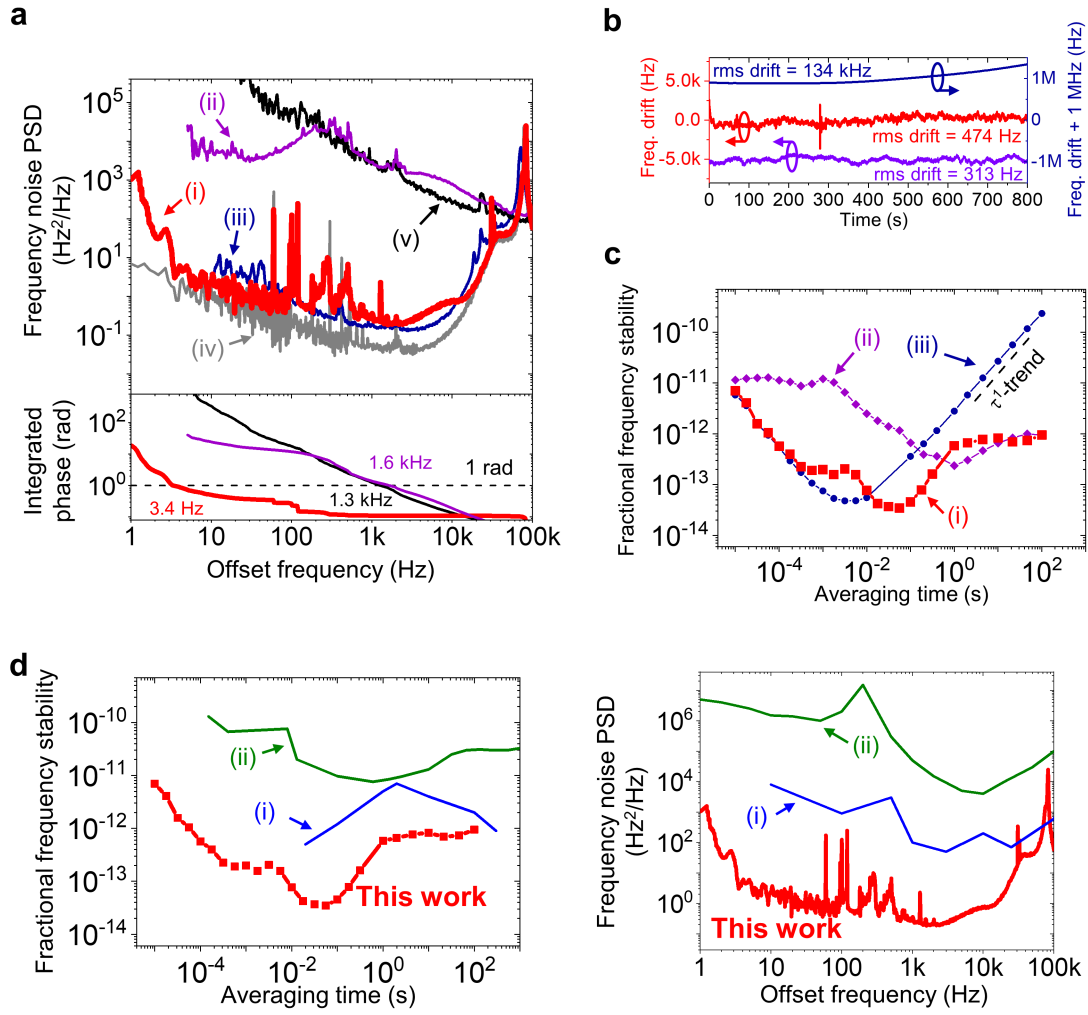 a
Frequency noise PSD
(Hz²/Hz)
10⁵
10³
10¹
10⁻¹
(i)
(ii)
(iii)
(iv)
(v)
Integrated
phase (rad)
10²
10⁰
3.4 Hz
1.3 kHz
1.6 kHz
1 rad
1 10 100 1k 10k 100k
Offset frequency (Hz)
b
Freq. drift (Hz)
5.0k
0.0
-5.0k
rms drift = 134 kHz
rms drift = 474 Hz
rms drift = 313 Hz
1M
0
-1M
Freq. drift + 1 MHz (Hz)
0 100 200 300 400 500 600 700 800
Time (s)
c
Fractional frequency stability
10⁻¹⁰
10⁻¹¹
10⁻¹²
10⁻¹³
10⁻¹⁴
(ii)
(iii)
τ¹-trend
(i)
10⁻⁴ 10⁻² 10⁰ 10²
Averaging time (s)
d
Fractional frequency stability
10⁻¹⁰
10⁻¹¹
10⁻¹²
10⁻¹³
10⁻¹⁴
(ii)
(i)
This work
10⁻⁴ 10⁻² 10⁰ 10²
Averaging time (s)
Frequency noise PSD
(Hz²/Hz)
10⁶
10⁴
10²
10⁰
(ii)
(i)
This work
1 10 100 1k 10k 100k
Offset frequency (Hz)